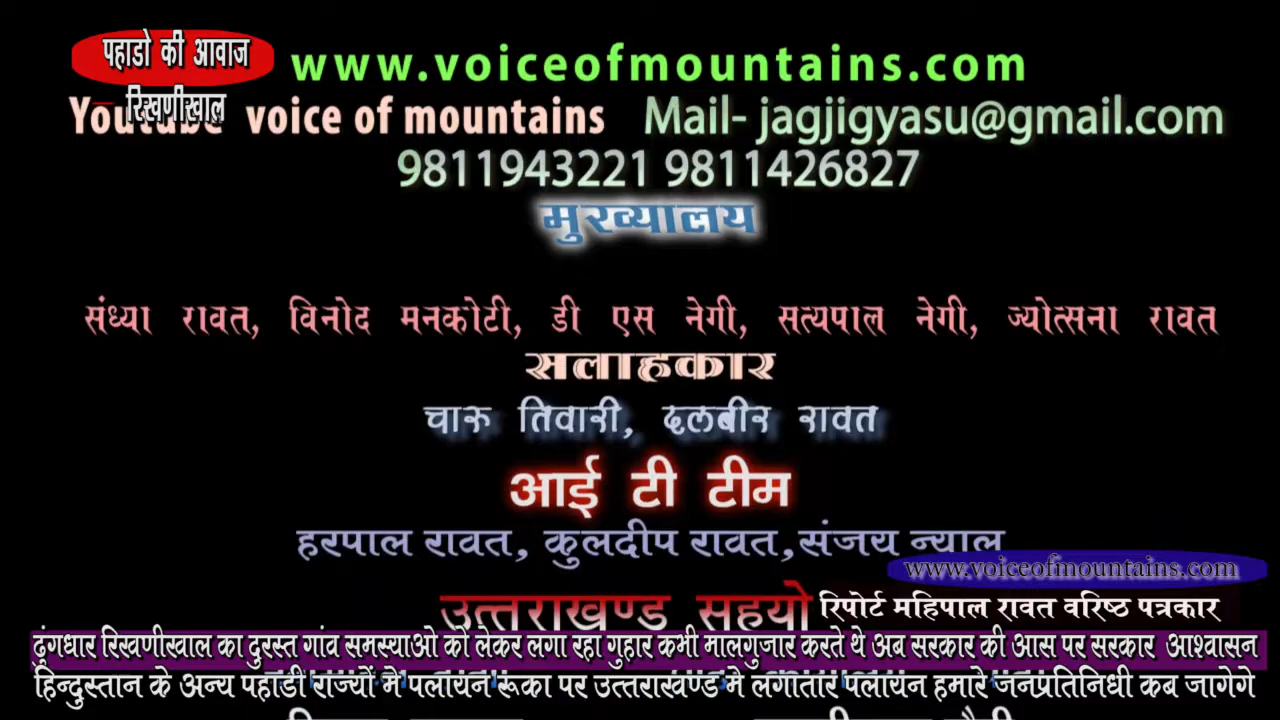 पहाडो की आवाज
www.voiceofmountains.com
रिखणीखाल
YouTube voice of mountains Mail- jagjigyasu@gmail.com
9811943221 9811426827
मुख्यालय
संध्या रावत, विनोद मनकोटी, डी एस नेगी, सत्यपाल नेगी, ज्योत्सना रावत
सलाहकार
चारु तिवारी, दलबीर रावत
आई टी टीम
हरपाल रावत, कुलदीप रावत,संजय न्याल
www.voiceofmountains.com
उत्तराखण्ड सहयो
रिपोर्ट महिपाल रावत वरिष्ठ पत्रकार
ढुंगधार रिखणीखाल का दुरस्त गांव समस्याओ को लेकर लगा रहा गुहार कभी मालगुजार करते थे अब सरकार की आस पर सरकार आश्वासन
हिन्दुस्तान के अन्य पहाडी राज्यों मे पलायन रूका पर उत्तराखण्ड मै लगातार पलायन हमारे जनप्रतिनिधी कब जागेगे